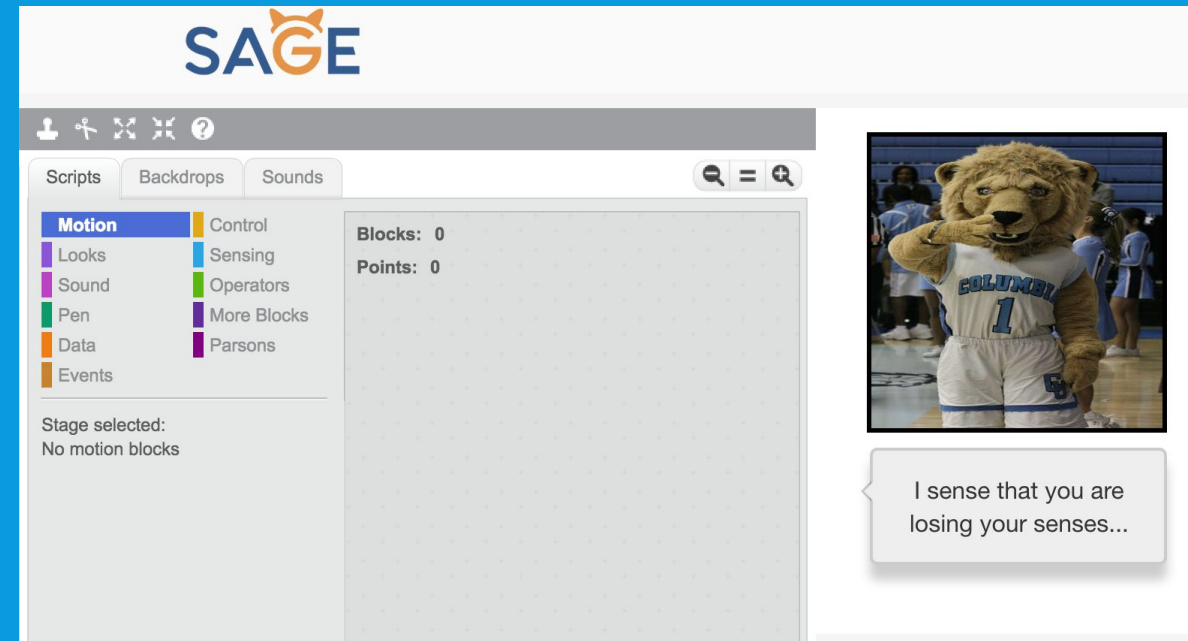 SAGE
Scripts
Backdrops
Sounds
Motion
Looks
Sound
Pen
Data
Events
Control
Sensing
Operators
More Blocks
Parsons
Stage selected:
No motion blocks
Blocks: 0
Points: 0
COLUMBIA
1
I sense that you are
losing your senses...